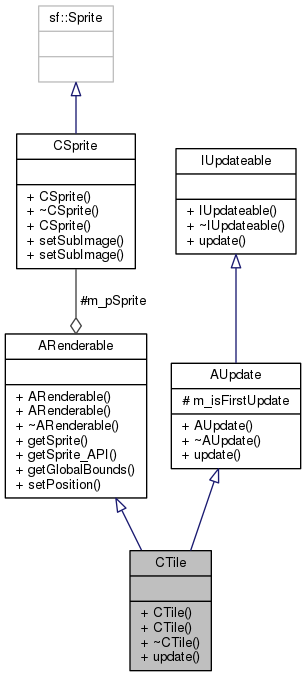 sf::Sprite
CSprite
+ CSprite()
+ ~CSprite()
+ CSprite()
+ setSubImage()
+ setSubImage()
IUpdateable
+ IUpdateable()
+ ~IUpdateable()
+ update()
#m_pSprite
ARenderable
+ ARenderable()
+ ARenderable()
+ ~ARenderable()
+ getSprite()
+ getSprite_API()
+ getGlobalBounds()
+ setPosition()
AUpdate
# m_isFirstUpdate
+ AUpdate()
+ ~AUpdate()
+ update()
CTile
+ CTile()
+ CTile()
+ ~CTile()
+ update()